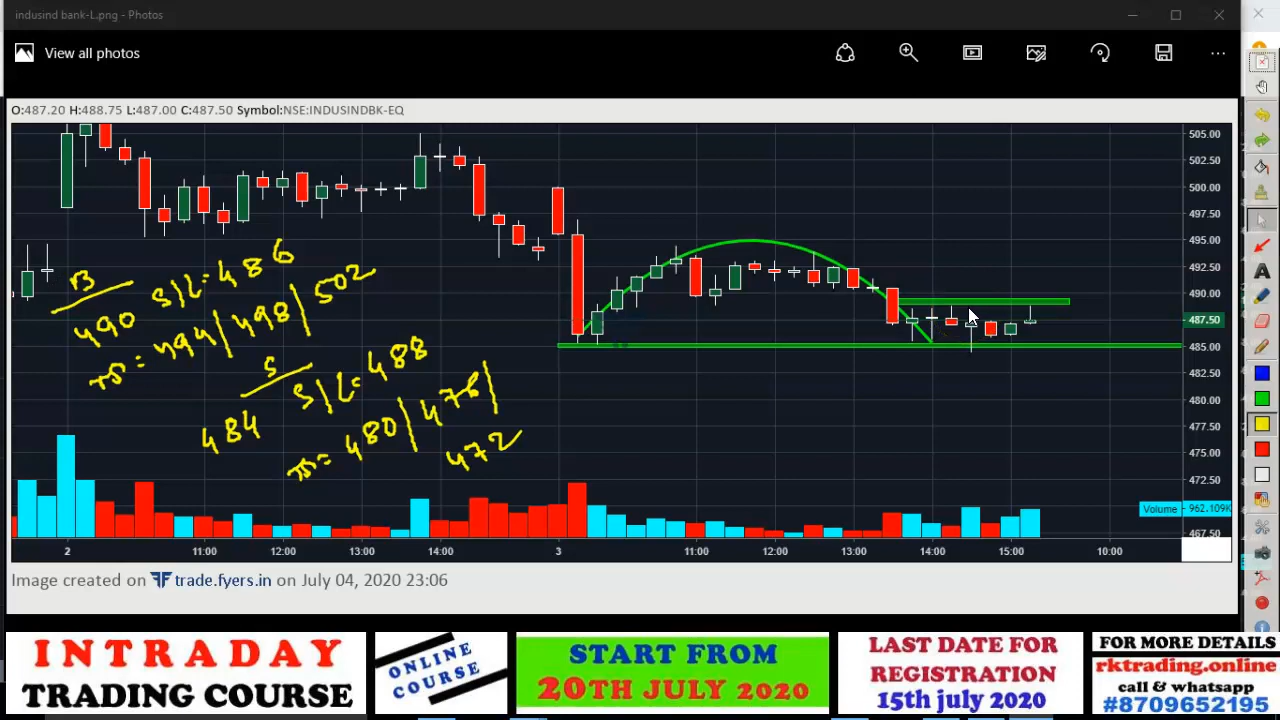 indusind bank-L.png - Photos
View all photos
O:487.20 H:488.75 L:487.00 C:487.50 Symbol:NSE:INDUSINDBK-EQ
505.00
502.50
500.00
497.50
495.00
492.50
490.00
487.50
485.00
482.50
480.00
477.50
475.00
472.50
467.50
B
490 S/L=486
TS=494/498/502
S
484 S/L=488
TS=480/476/
472
Volume 962.109K
2 11:00 12:00 13:00 14:00 3 11:00 12:00 13:00 14:00 15:00 10:00
Image created on trade.fyers.in on July 04, 2020 23:06
INTRADAY
TRADING COURSE
ONLINE
COURSE
START FROM
20TH JULY 2020
LAST DATE FOR
REGISTRATION
15th july 2020
FOR MORE DETAILS
rktrading.online
call & whatsapp
#8709652195